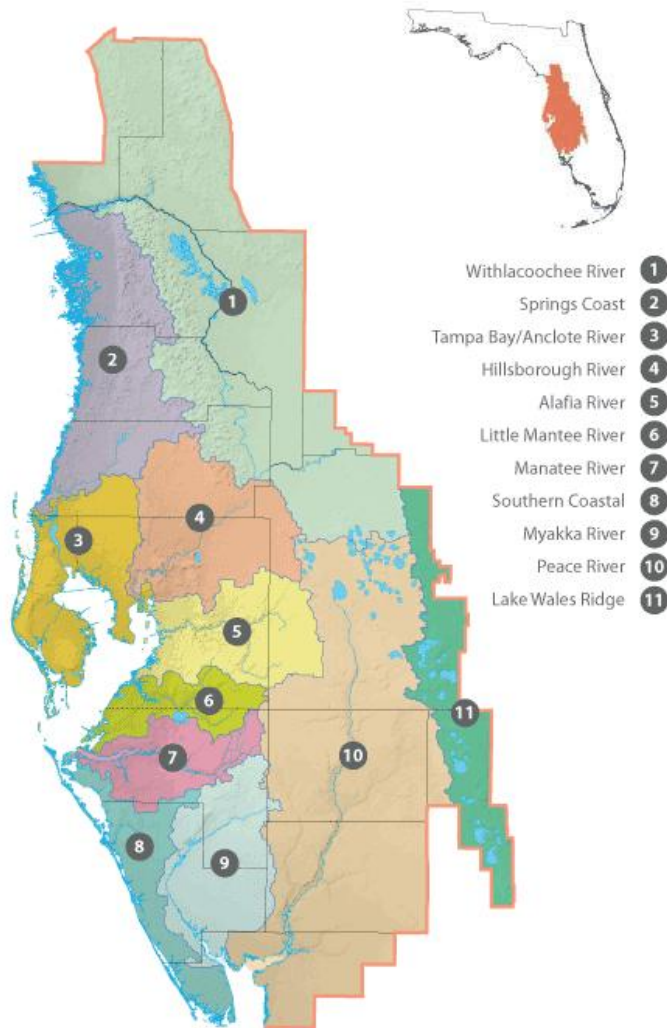 Withlacoochee River 1
Springs Coast 2
Tampa Bay/Anclote River 3
Hillsborough River 4
Alafia River 5
Little Mantee River 6
Manatee River 7
Southern Coastal 8
Myakka River 9
Peace River 10
Lake Wales Ridge 11
1
2
3
4
5
6
11
7
10
8
9